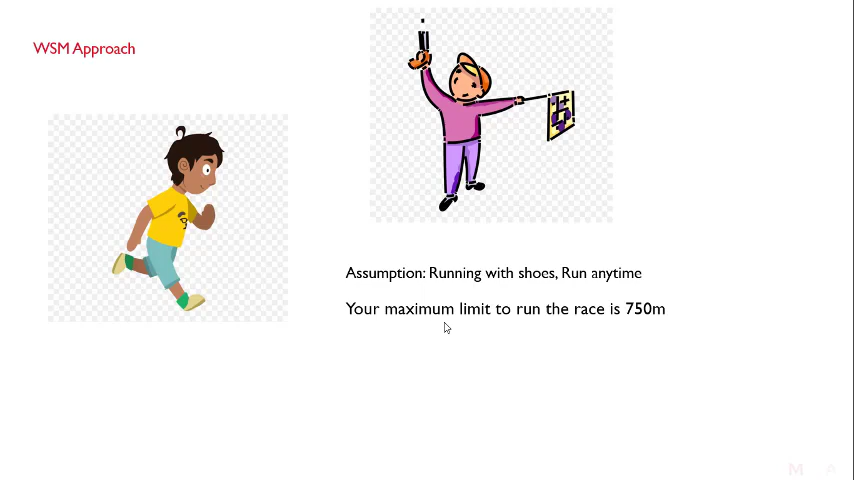 WSM Approach
Assumption: Running with shoes, Run anytime
Your maximum limit to run the race is 750m